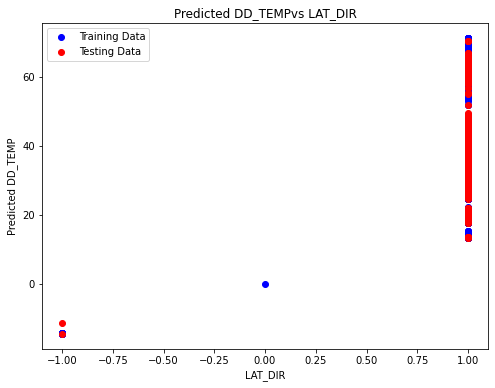 Predicted DD_TEMPvs LAT_DIR
Training Data
Testing Data
60
40
20
0
Predicted DD_TEMP
−1.00 −0.75 −0.50 −0.25 0.00 0.25 0.50 0.75 1.00
LAT_DIR